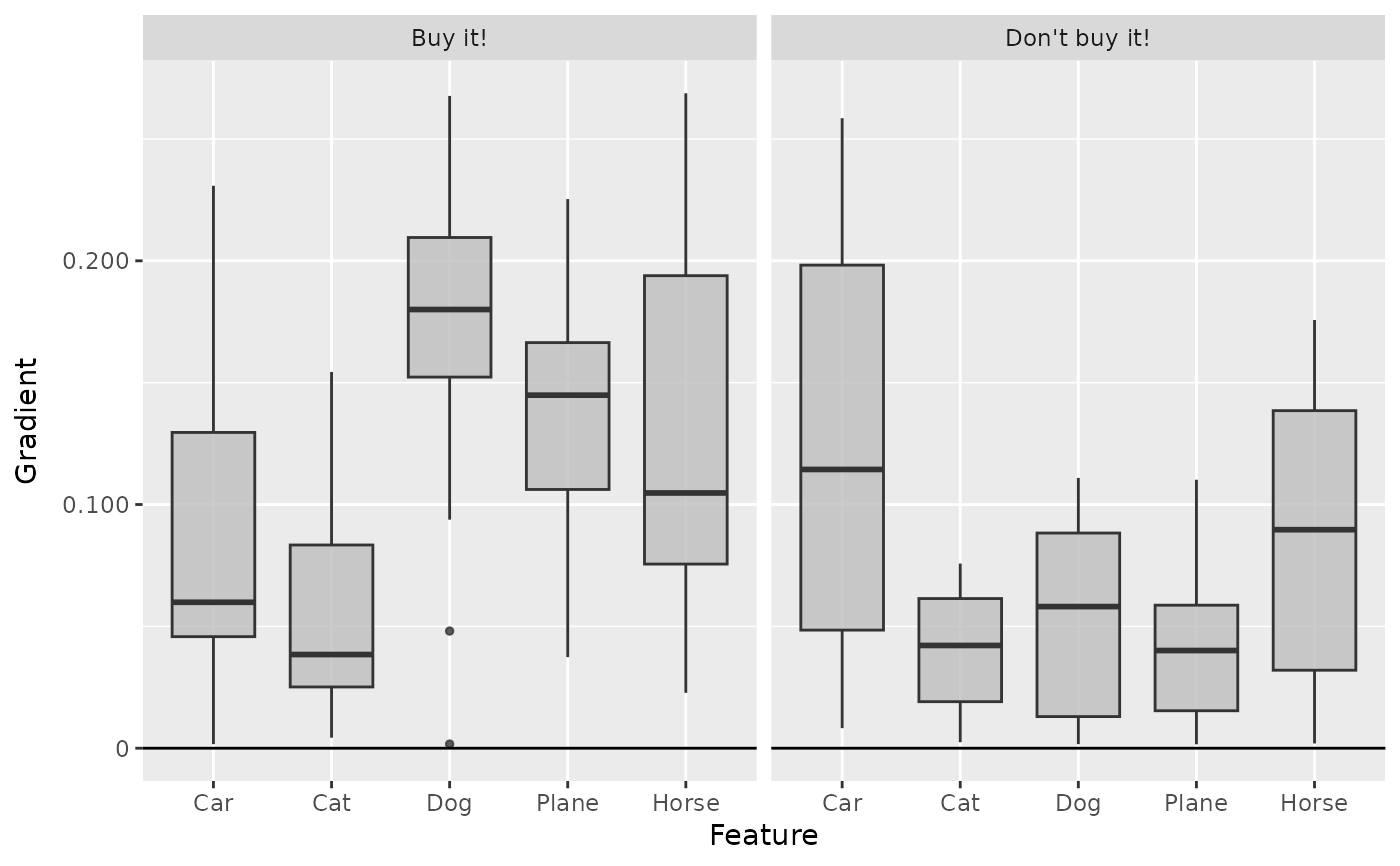 Buy it!
Don't buy it!
Gradient
0.200
0.100
0
Car Cat Dog Plane Horse
Car Cat Dog Plane Horse
Feature